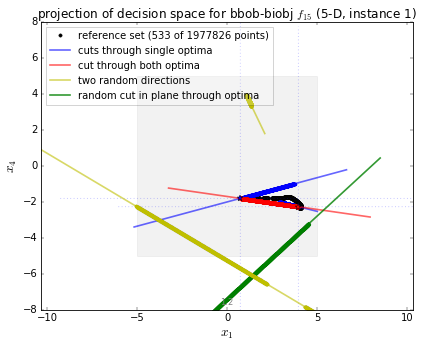 projection of decision space for bbob-biobj f₁₅ (5-D, instance 1)
reference set (533 of 1977826 points)
cuts through single optima
cut through both optima
two random directions
random cut in plane through optima
8
6
4
2
0
−2
−4
−6
−8
x₄
−10
−5
0
5
10
x₁